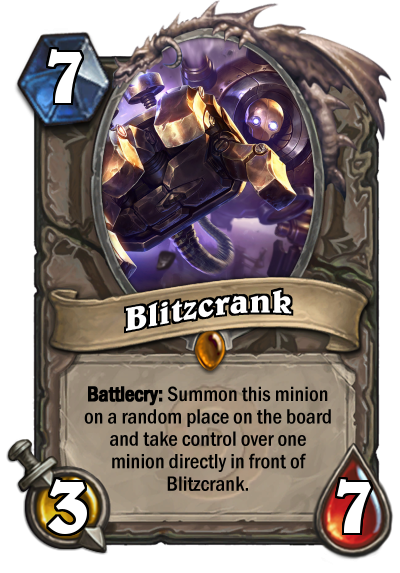 7
Blitzcrank
Battlecry: Summon this minion
on a random place on the board
and take control over one
minion directly in front of
Blitzcrank.
3
7